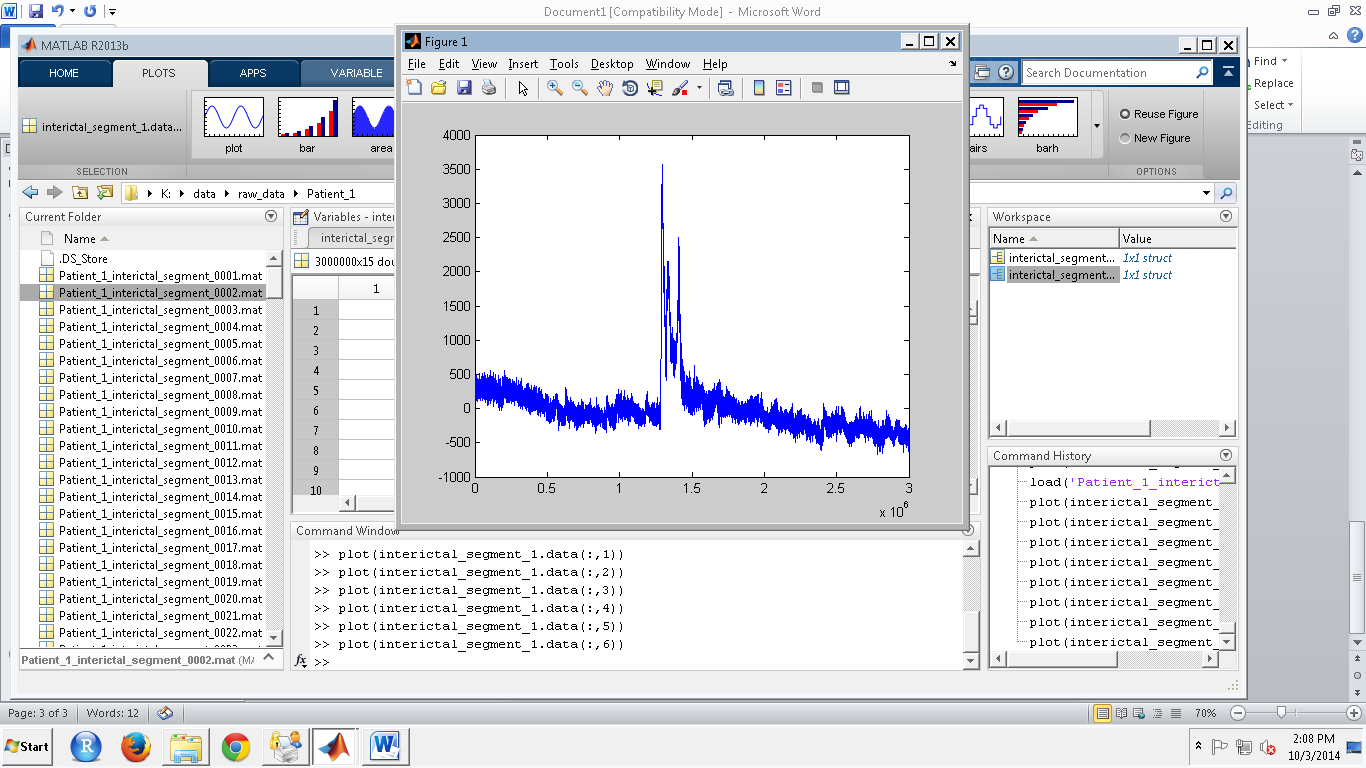 Document1 [Compatibility Mode] - Microsoft Word
MATLAB R2013b
HOME
PLOTS
APPS
VARIABLE
Search Documentation
interictal_segment_1.data...
plot
bar
area
airs
barh
Reuse Figure
New Figure
SELECTION
OPTIONS
Find
Replace
Select
Editing
K:
data
raw_data
Patient_1
Figure 1
File Edit View Insert Tools Desktop Window Help
4000
3500
3000
2500
2000
1500
1000
500
0
-500
-1000
0 0.5 1 1.5 2 2.5 3
x 10^6
Current Folder
Name
.DS_Store
Patient_1_interictal_segment_0001.mat
Patient_1_interictal_segment_0002.mat
Patient_1_interictal_segment_0003.mat
Patient_1_interictal_segment_0004.mat
Patient_1_interictal_segment_0005.mat
Patient_1_interictal_segment_0006.mat
Patient_1_interictal_segment_0007.mat
Patient_1_interictal_segment_0008.mat
Patient_1_interictal_segment_0009.mat
Patient_1_interictal_segment_0010.mat
Patient_1_interictal_segment_0011.mat
Patient_1_interictal_segment_0012.mat
Patient_1_interictal_segment_0013.mat
Patient_1_interictal_segment_0014.mat
Patient_1_interictal_segment_0015.mat
Patient_1_interictal_segment_0016.mat
Patient_1_interictal_segment_0017.mat
Patient_1_interictal_segment_0018.mat
Patient_1_interictal_segment_0019.mat
Patient_1_interictal_segment_0020.mat
Patient_1_interictal_segment_0021.mat
Patient_1_interictal_segment_0022.mat
Patient_1_interictal_segment_0002.mat (MA
Variables - inter
interictal_segr
3000000x15 dou
1
1
2
3
4
5
6
7
8
9
10
Command Window
>> plot(interictal_segment_1.data(:,1))
>> plot(interictal_segment_1.data(:,2))
>> plot(interictal_segment_1.data(:,3))
>> plot(interictal_segment_1.data(:,4))
>> plot(interictal_segment_1.data(:,5))
>> plot(interictal_segment_1.data(:,6))
fx >>
Workspace
Name Value
interictal_segment... 1x1 struct
interictal_segment... 1x1 struct
Command History
load('Patient_1_interict
plot(interictal_segment_
plot(interictal_segment_
plot(interictal_segment_
plot(interictal_segment_
plot(interictal_segment_
plot(interictal_segment_
plot(interictal_segment_
plot(interictal_segment_
Page: 3 of 3 Words: 12
70%
Start
2:08 PM
10/3/2014